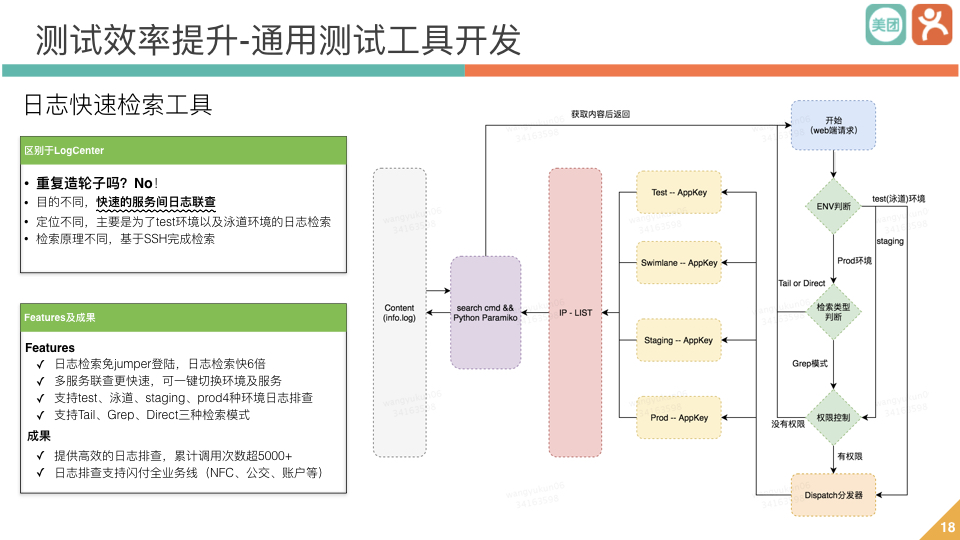 测试效率提升-通用测试工具开发
美团
日志快速检索工具
区别于LogCenter
• 重复造轮子吗？No！
• 目的不同，快速的服务间日志联查
• 定位不同，主要是为了test环境以及泳道环境的日志检索
• 检索原理不同，基于SSH完成检索
Features及成果
Features
✓ 日志检索免jumper登陆，日志检索快6倍
✓ 多服务联查更快速，可一键切换环境及服务
✓ 支持test、泳道、staging、prod4种环境日志排查
✓ 支持Tail、Grep、Direct三种检索模式
成果
✓ 提供高效的日志排查，累计调用次数超5000+
✓ 日志排查支持闪付全业务线（NFC、公交、账户等）
获取内容后返回
Content
(info.log)
search cmd &&
Python Paramiko
IP - LIST
Test -- AppKey
Swimlane -- AppKey
Staging -- AppKey
Prod -- AppKey
开始
（web端请求）
ENV判断
test(泳道)环境
staging
Prod环境
Tail or Direct
检索类型
判断
Grep模式
权限控制
没有权限
有权限
Dispatch分发器
18